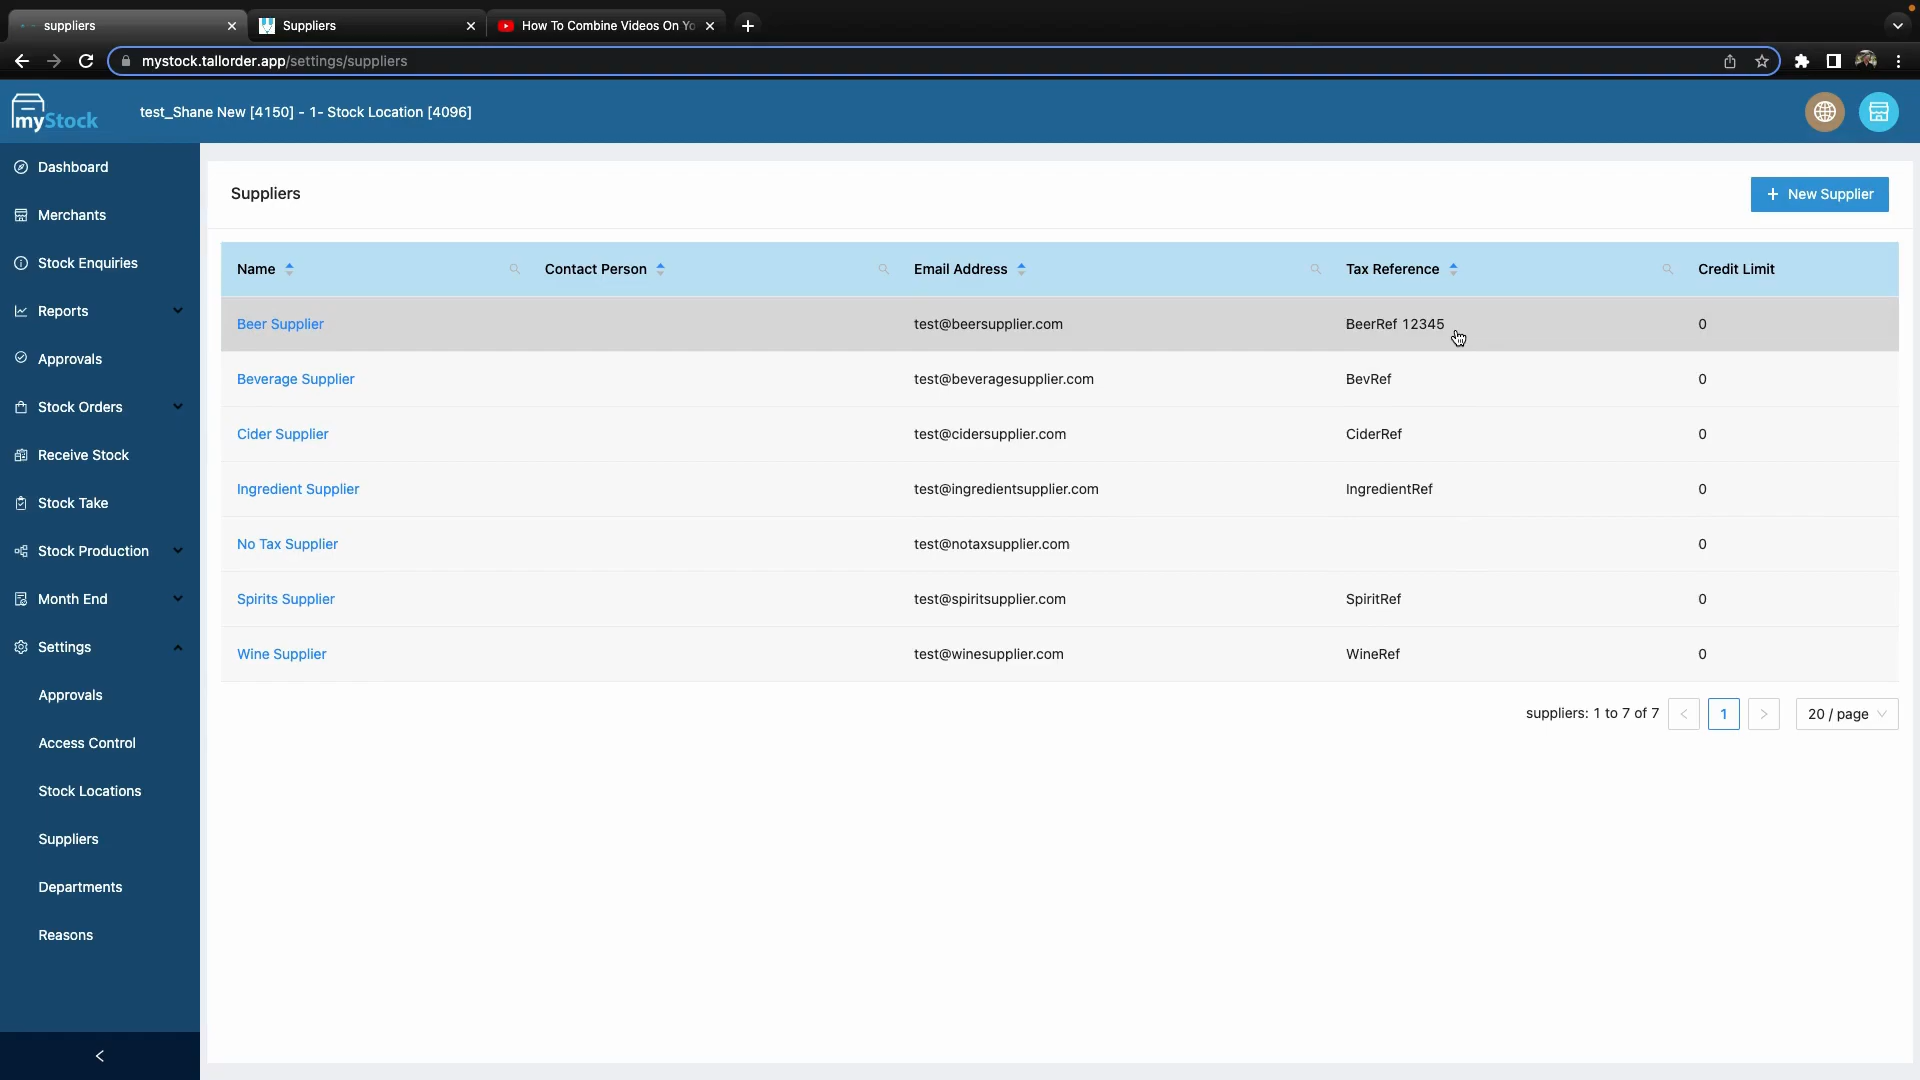 suppliers
Suppliers
How To Combine Videos On Yo
mystock.tallorder.app/settings/suppliers
myStock
test_Shane New [4150] - 1- Stock Location [4096]
Dashboard
Merchants
Stock Enquiries
Reports
Approvals
Stock Orders
Receive Stock
Stock Take
Stock Production
Month End
Settings
Approvals
Access Control
Stock Locations
Suppliers
Departments
Reasons
Suppliers
+ New Supplier
Name Contact Person Email Address Tax Reference Credit Limit
Beer Supplier test@beersupplier.com BeerRef 12345 0
Beverage Supplier test@beveragesupplier.com BevRef 0
Cider Supplier test@cidersupplier.com CiderRef 0
Ingredient Supplier test@ingredientsupplier.com IngredientRef 0
No Tax Supplier test@notaxsupplier.com 0
Spirits Supplier test@spiritsupplier.com SpiritRef 0
Wine Supplier test@winesupplier.com WineRef 0
suppliers: 1 to 7 of 7 < 1 > 20 / page